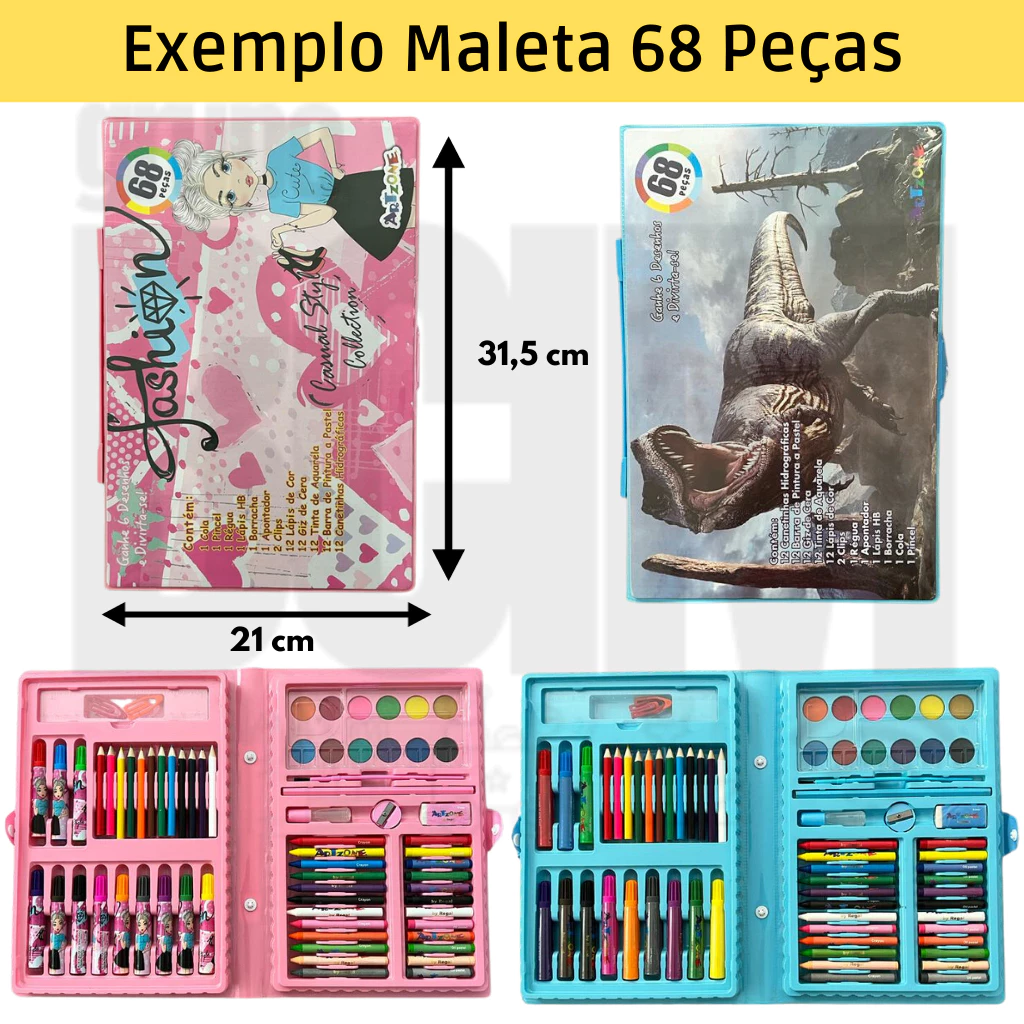 Exemplo Maleta 68 Peças
68
PEÇAS
Cute
ARTZONE
fashion
Casual Style
Collection
Ganhe 6 Desenhos
e Divirta-se!
Contém:
1 Cola
1 Pincel
1 Régua
1 Lápis HB
1 Borracha
1 Apontador
2 Clips
12 Lápis de Cor
12 Giz de Cera
12 Tinta de Aquarela
12 Barra de Pintura a Pastel
12 Canetinhas Hidrográficas
31,5 cm
21 cm
68
PEÇAS
ARTZONE
Ganhe 6 Desenhos
e Divirta-se!
Contém:
12 Canetinhas Hidrográficas
12 Barra de Pintura a Pastel
12 Giz de Cera
12 Tinta de Aquarela
12 Lápis de Cor
2 Clips
1 Régua
1 Apontador
1 Lápis HB
1 Borracha
1 Cola
1 Pincel
ARTZONE
ARTZONE
ARTZONE
ARTZONE